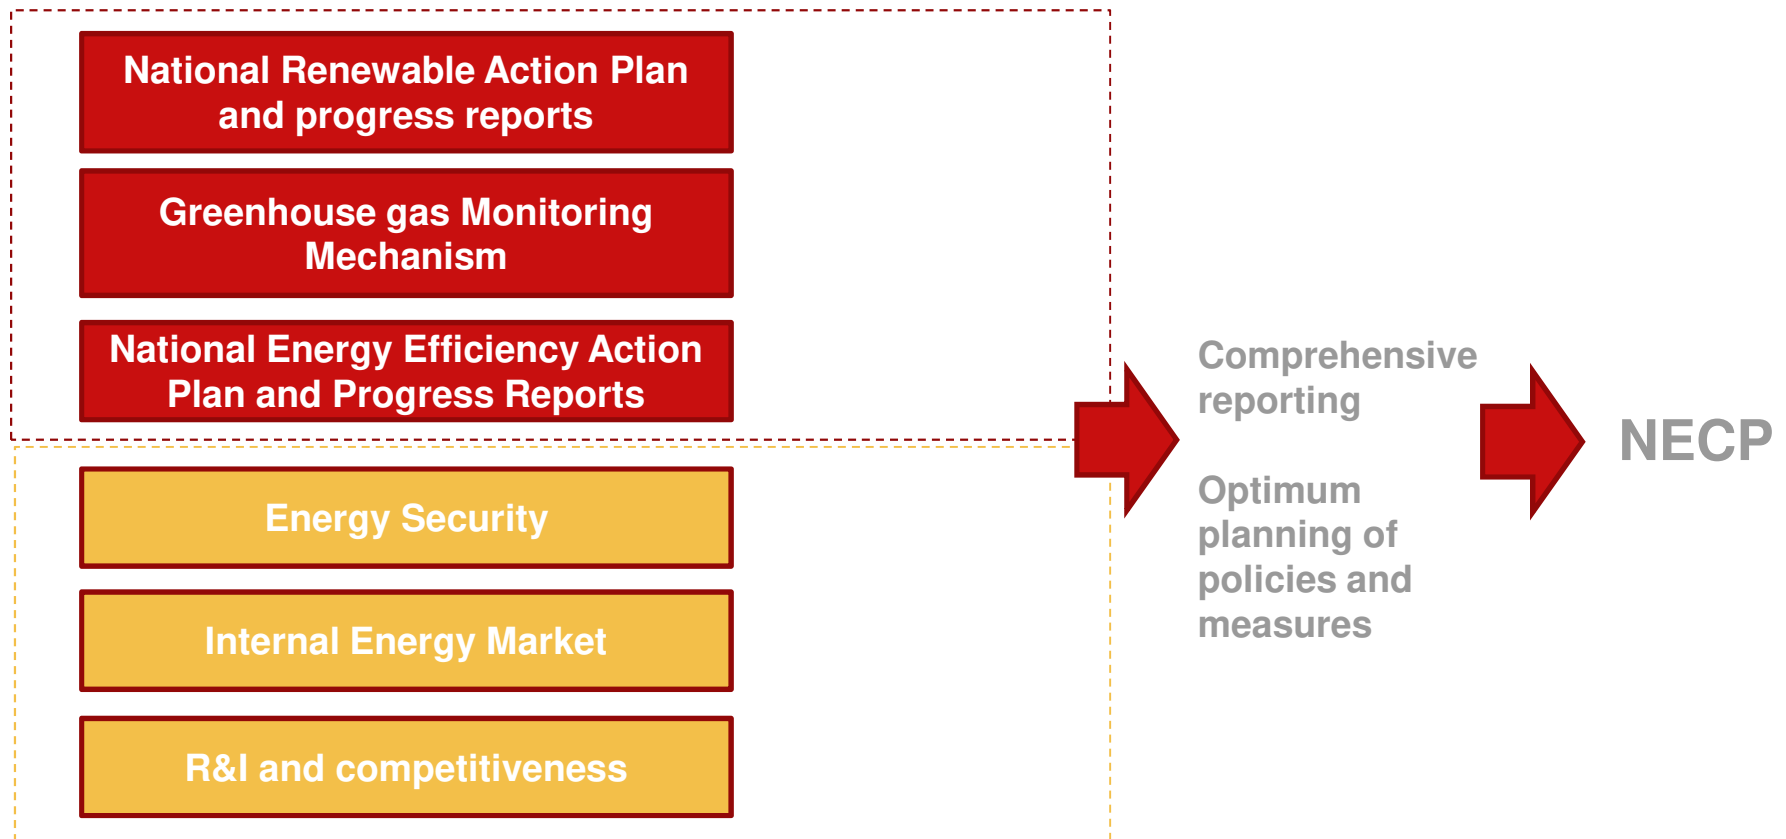 National Renewable Action Plan
and progress reports
Greenhouse gas Monitoring
Mechanism
National Energy Efficiency Action
Plan and Progress Reports
Energy Security
Internal Energy Market
R&I and competitiveness
Comprehensive
reporting
Optimum
planning of
policies and
measures
NECP